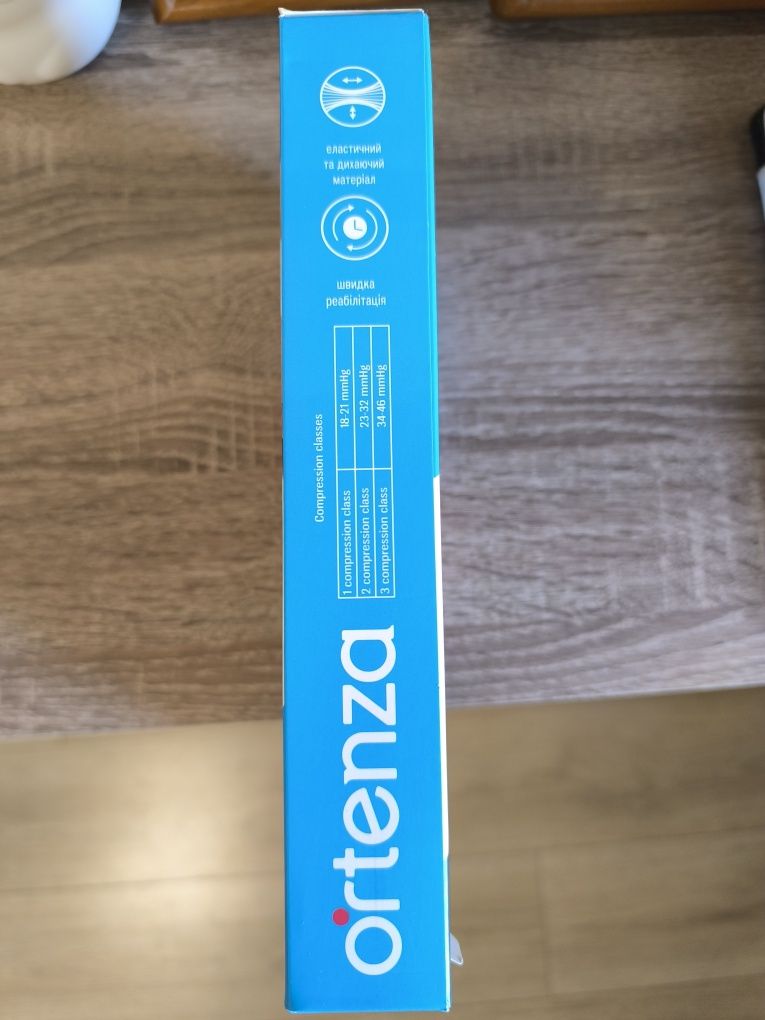 еластичний
та дихаючий
матеріал
швидка
реабілітація
Compression classes
1 compression class 18-21 mmHg
2 compression class 23-32 mmHg
3 compression class 34-46 mmHg
ortenza